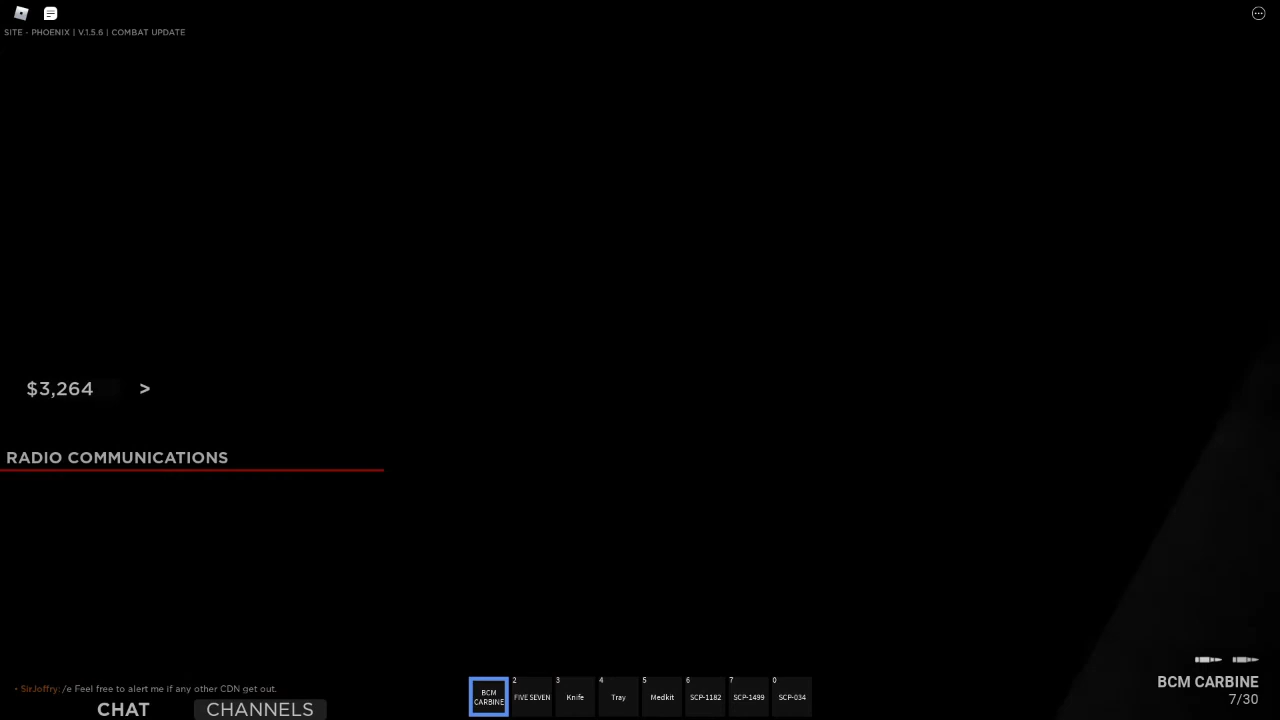 SITE - PHOENIX | V.1.5.6 | COMBAT UPDATE
$3,264 >
RADIO COMMUNICATIONS
- SirJoffry: /e Feel free to alert me if any other CDN get out.
CHAT CHANNELS
BCM CARBINE
2 FIVE SEVEN
3 Knife
4 Tray
5 Medkit
6 SCP-1182
7 SCP-1499
0 SCP-034
BCM CARBINE
7/30